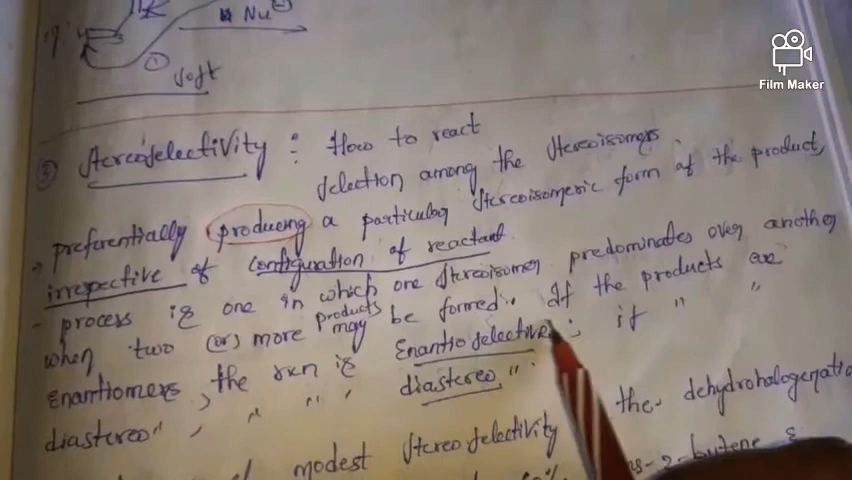 Nu⊖
①
soft
Film Maker
③ Stereoselectivity : How to react
selection among the stereoisomers
→ preferentially producing a particular stereoisomeric form of the product,
irrespective of configuration of reactant
- process is one in which one stereoisomer predominates over another
when two (or) more products may be formed. If the products are
Enantiomers, the rxn is Enantioselective; if " "
diastereo", " " ' diastereo".
modest stereoselectivity the dehydrohalogenation
2-butene &